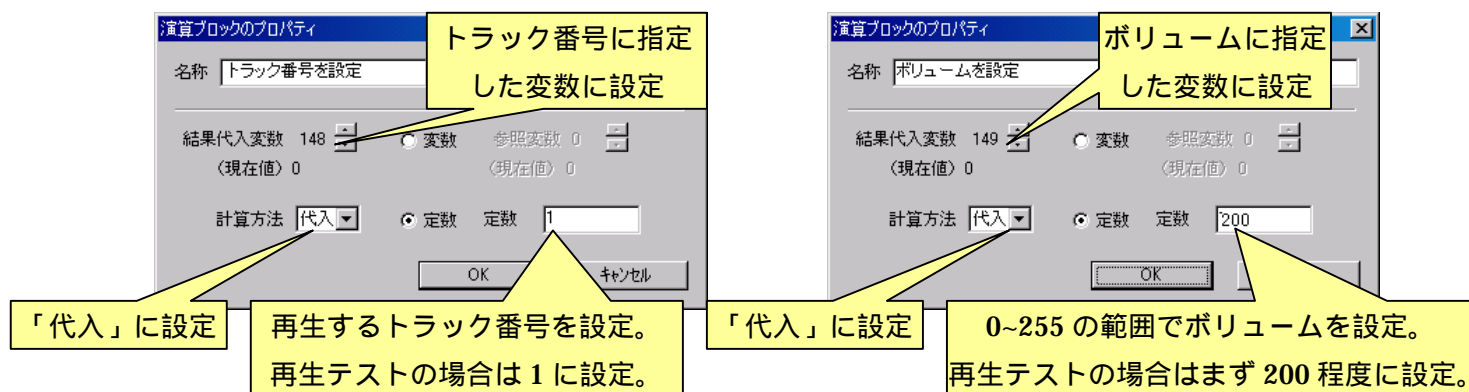 演算ブロックのプロパティ
トラック番号に指定
した変数に設定
名称 トラック番号を設定
結果代入変数 148
変数
参照変数 0
(現在値) 0
(現在値) 0
計算方法 代入
定数
定数 1
OK
キャンセル
「代入」に設定
再生するトラック番号を設定。
再生テストの場合は 1 に設定。
演算ブロックのプロパティ
ボリュームに指定
した変数に設定
名称 ボリュームを設定
結果代入変数 149
変数
参照変数 0
(現在値) 0
(現在値) 0
計算方法 代入
定数
定数 200
OK
「代入」に設定
0~255 の範囲でボリュームを設定。
再生テストの場合はまず 200 程度に設定。